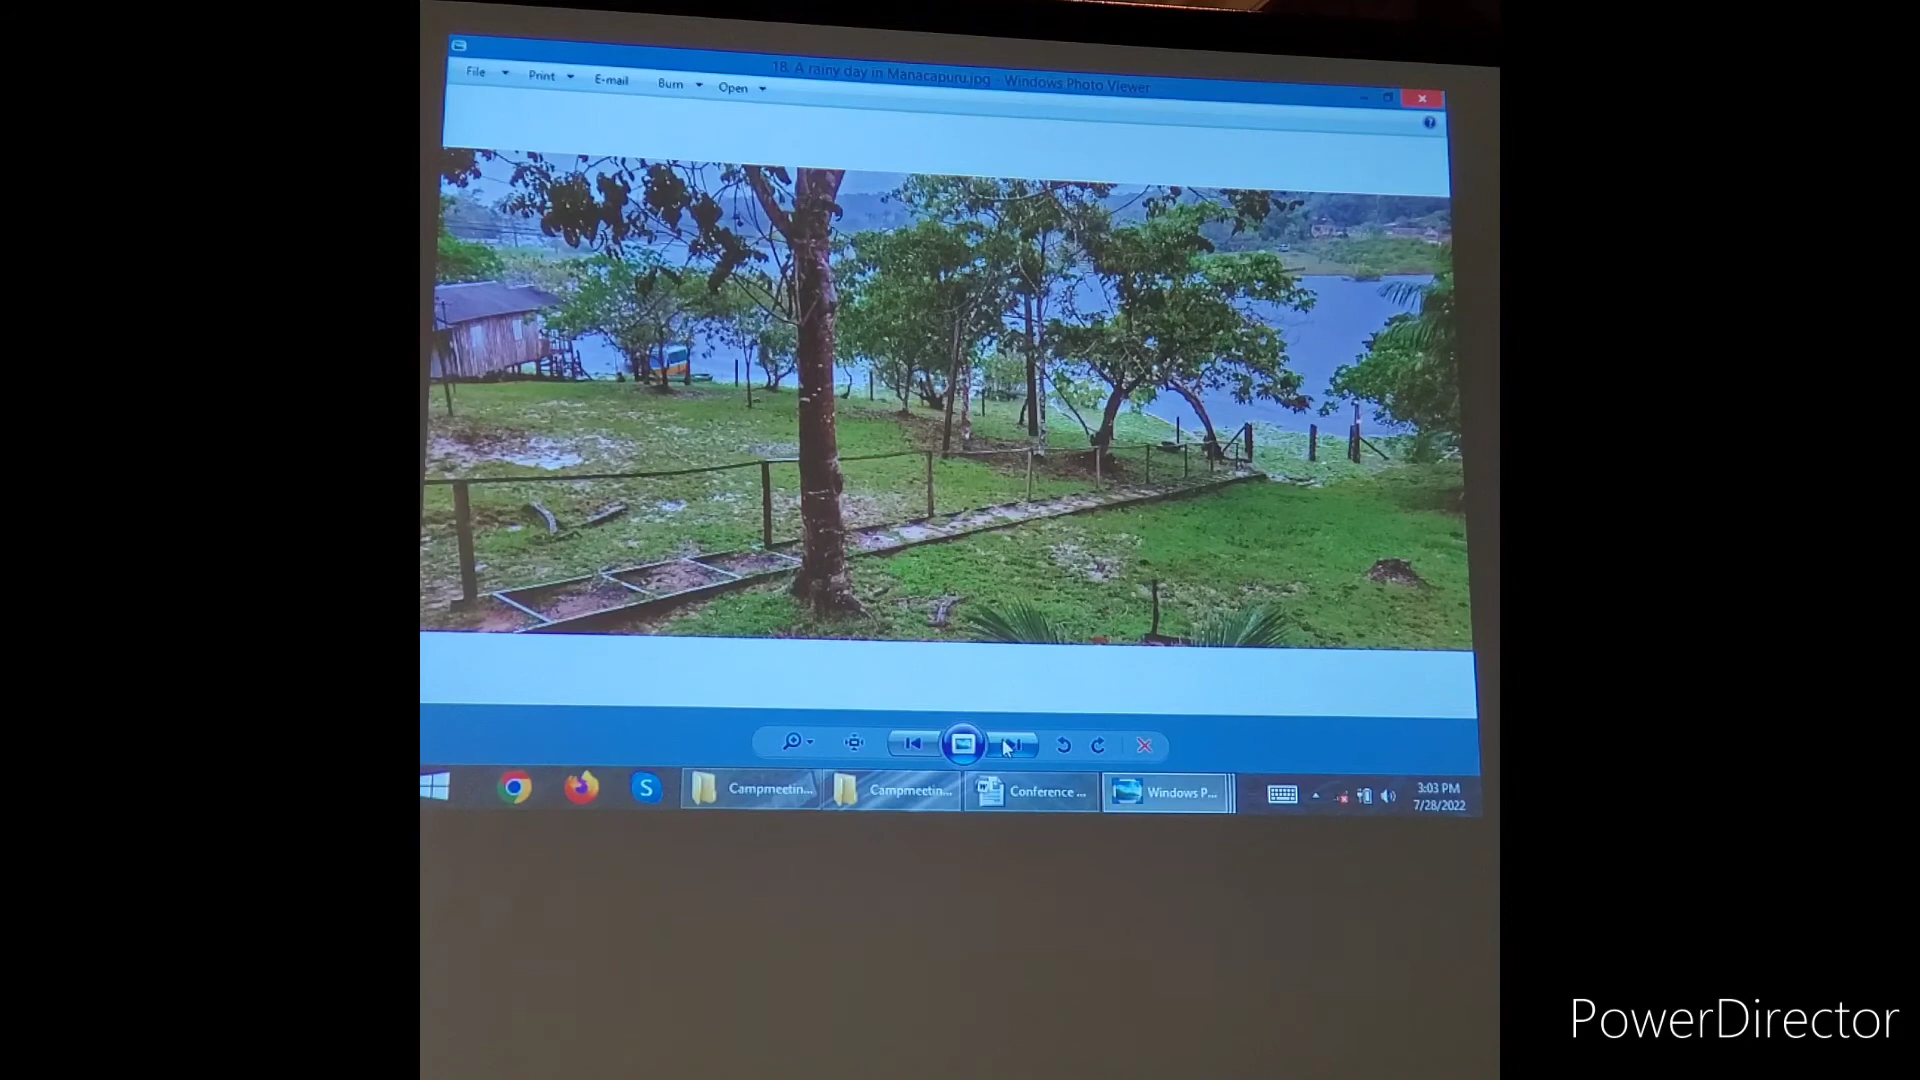 18. A rainy day in Manacapuru.jpg - Windows Photo Viewer
File Print E-mail Burn Open
Campmeetin... Campmeetin... Conference ... Windows P...
3:03 PM
7/28/2022
PowerDirector